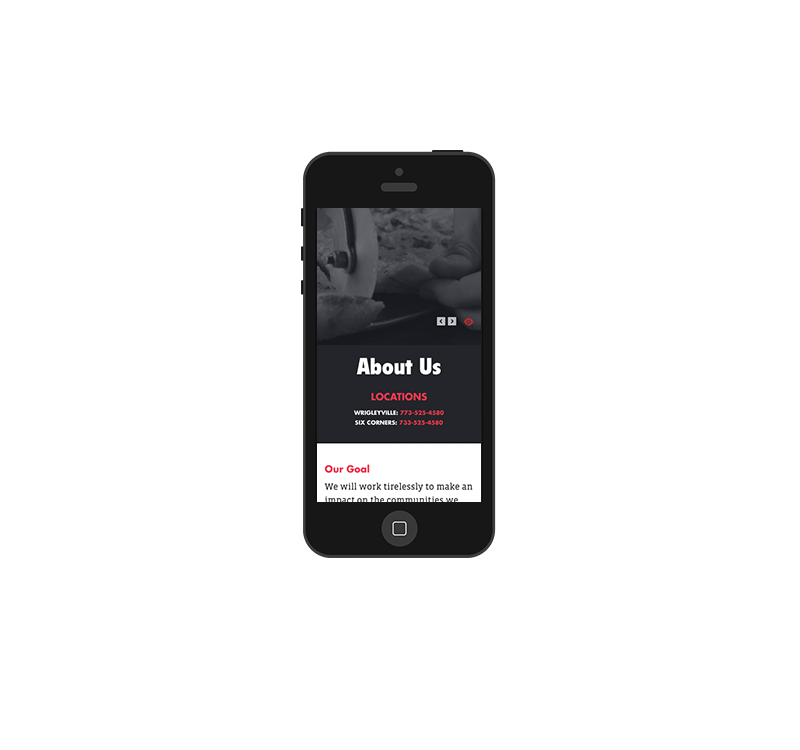 About Us
LOCATIONS
WRIGLEYVILLE: 773-525-4580
SIX CORNERS: 733-525-4580
Our Goal
We will work tirelessly to make an
impact on the communities we